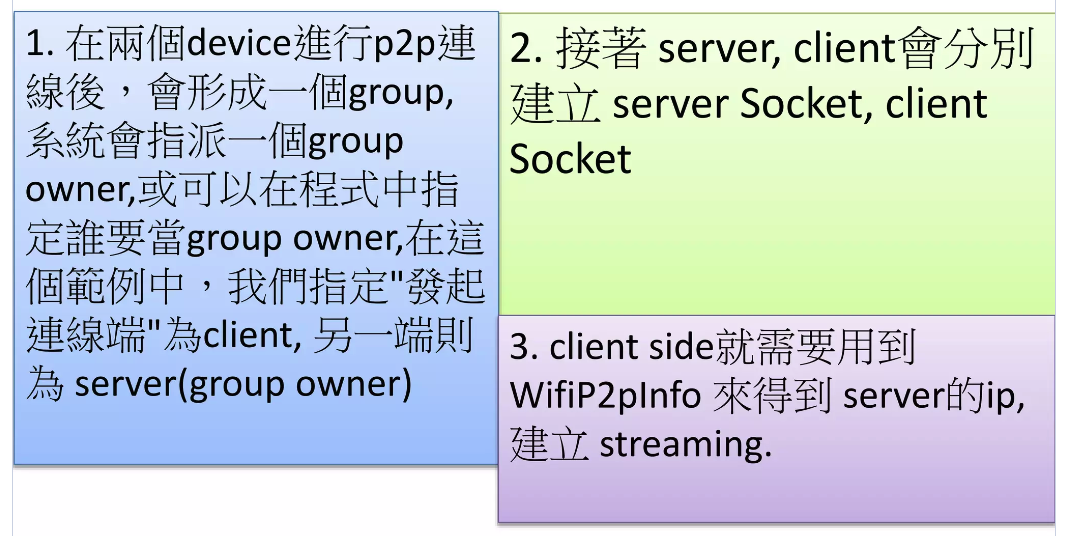 1. 在兩個device進行p2p連
線後，會形成一個group,
系統會指派一個group
owner,或可以在程式中指
定誰要當group owner,在這
個範例中，我們指定"發起
連線端"為client, 另一端則
為 server(group owner)
2. 接著 server, client會分別
建立 server Socket, client
Socket
3. client side就需要用到
WifiP2pInfo 來得到 server的ip,
建立 streaming.